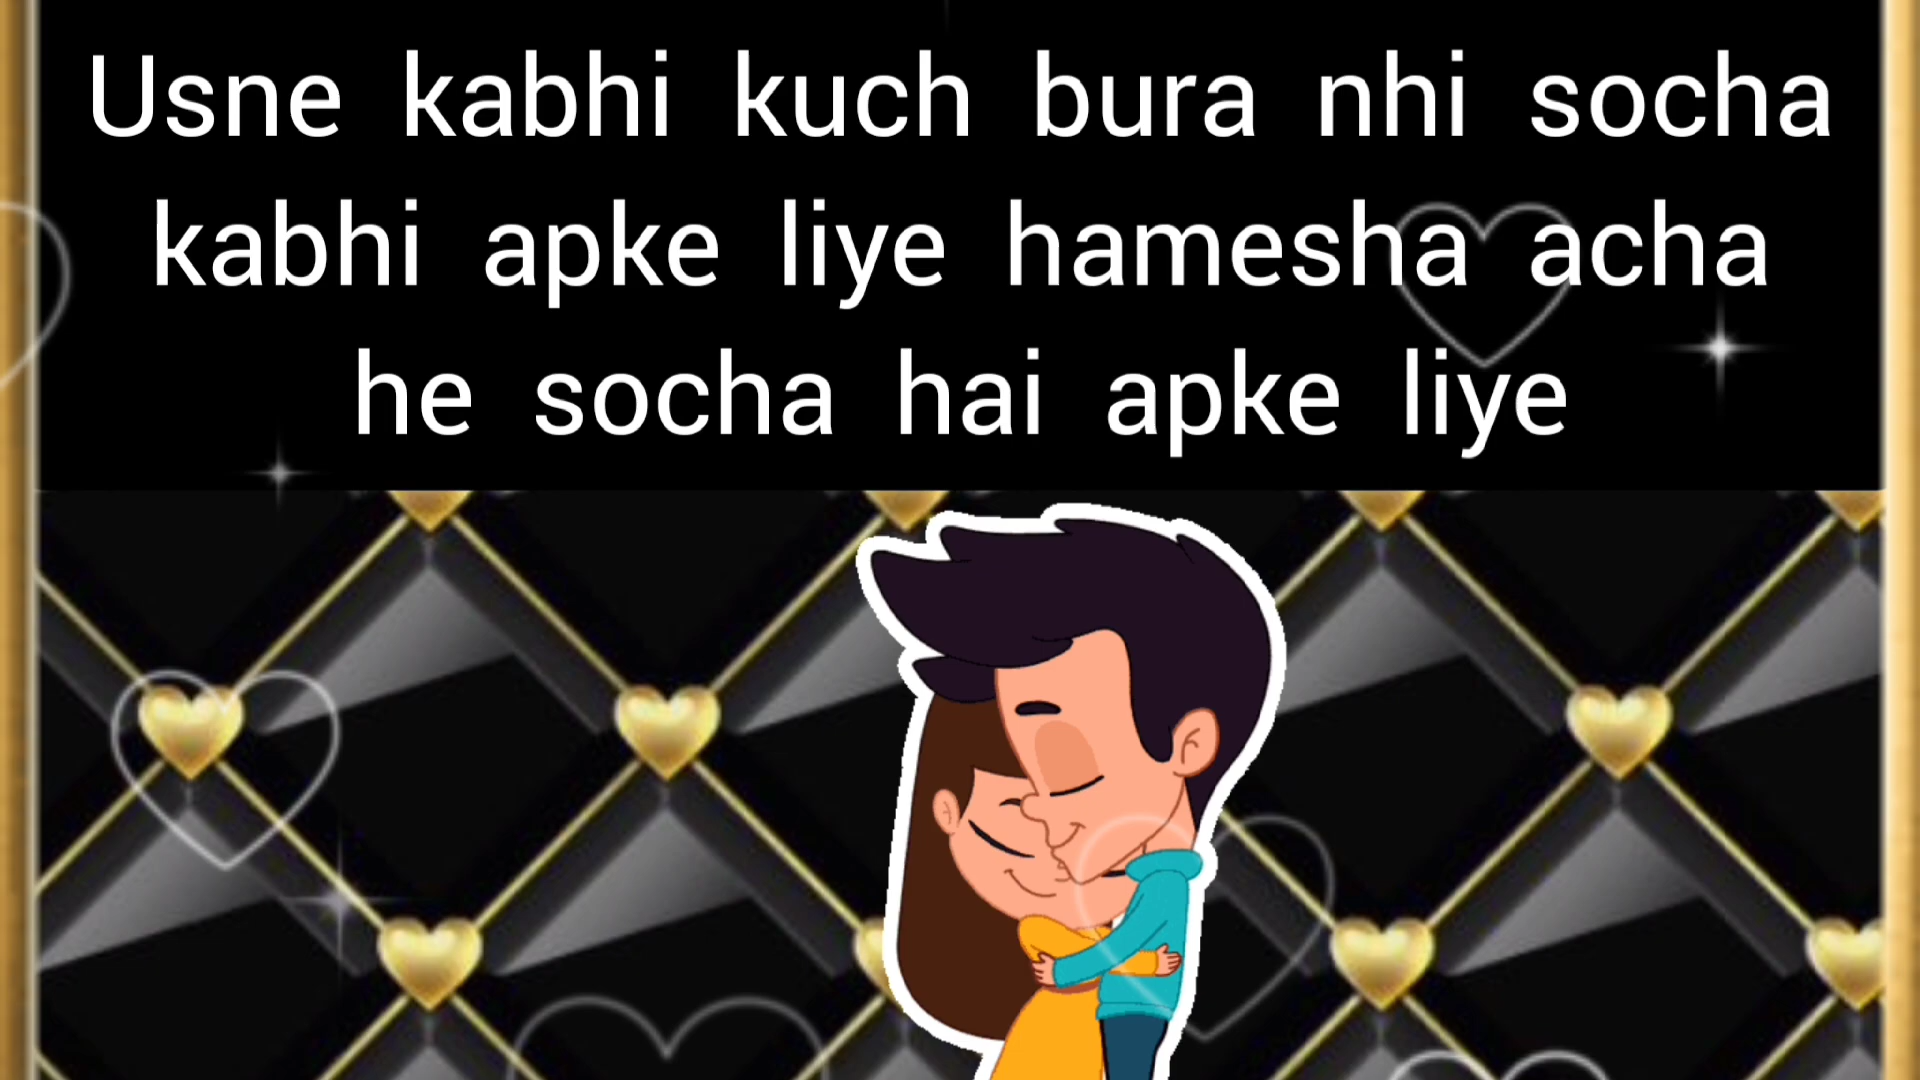 Usne kabhi kuch bura nhi socha
kabhi apke liye hamesha acha
he socha hai apke liye